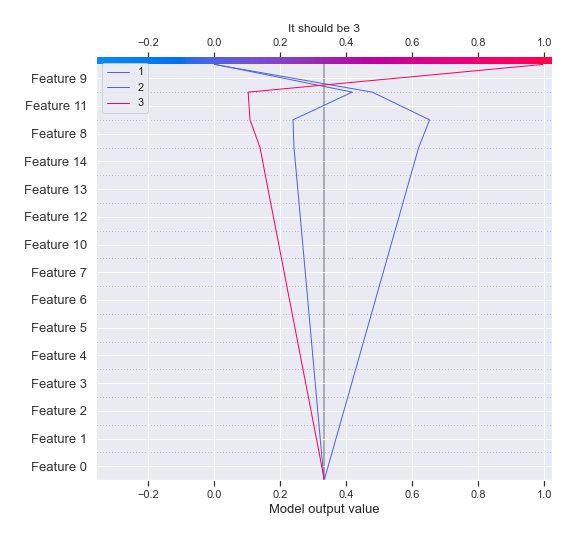 It should be 3
−0.2 0.0 0.2 0.4 0.6 0.8 1.0
1
2
3
Feature 9
Feature 11
Feature 8
Feature 14
Feature 13
Feature 12
Feature 10
Feature 7
Feature 6
Feature 5
Feature 4
Feature 3
Feature 2
Feature 1
Feature 0
−0.2 0.0 0.2 0.4 0.6 0.8 1.0
Model output value